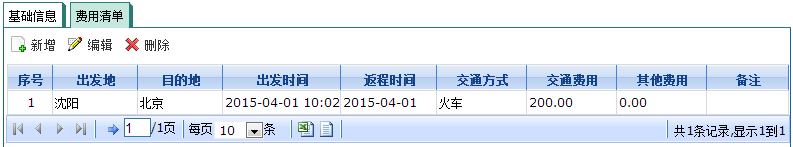 基础信息 费用清单
新增 编辑 删除
序号 出发地 目的地 出发时间 返程时间 交通方式 交通费用 其他费用 备注
1 沈阳 北京 2015-04-01 10:02 2015-04-01 火车 200.00 0.00
1 /1页 每页 10 条 共1条记录,显示1到1